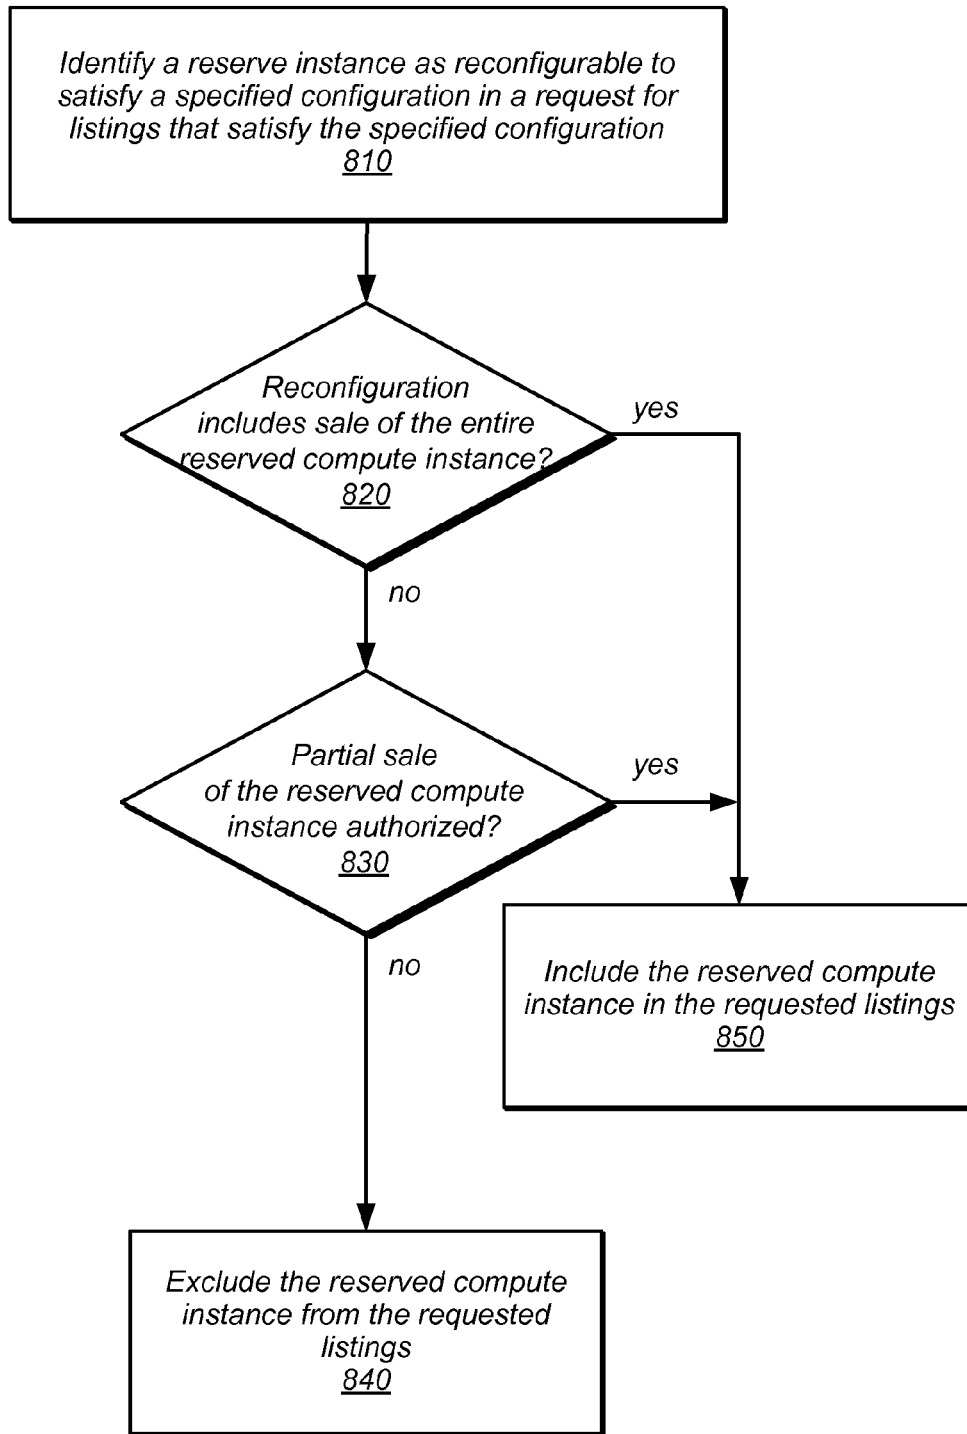 Identify a reserve instance as reconfigurable to
satisfy a specified configuration in a request for
listings that satisfy the specified configuration
810
Reconfiguration
includes sale of the entire
reserved compute instance?
820
yes
no
Partial sale
of the reserved compute
instance authorized?
830
yes
no
Include the reserved compute
instance in the requested listings
850
Exclude the reserved compute
instance from the requested
listings
840